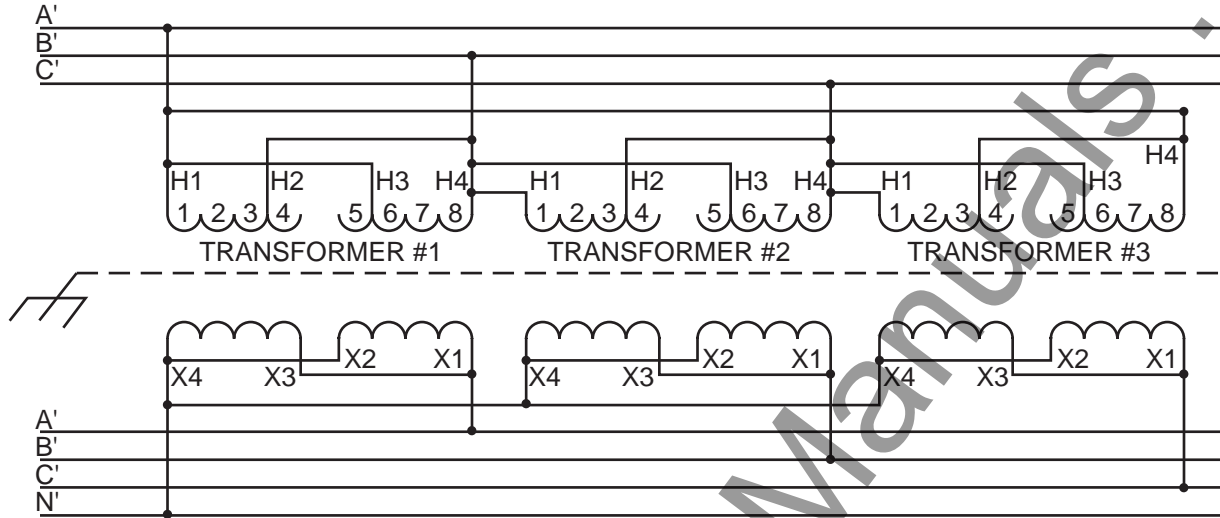 A'
B'
C'
H4
H1 H2 H3 H4 H1 H2 H3 H4 H1 H2 H3
1 2 3 4 5 6 7 8 1 2 3 4 5 6 7 8 1 2 3 4 5 6 7 8
TRANSFORMER #1 TRANSFORMER #2 TRANSFORMER #3
X4 X3 X2 X1 X4 X3 X2 X1 X4 X3 X2 X1
A'
B'
C'
N'
Manuals